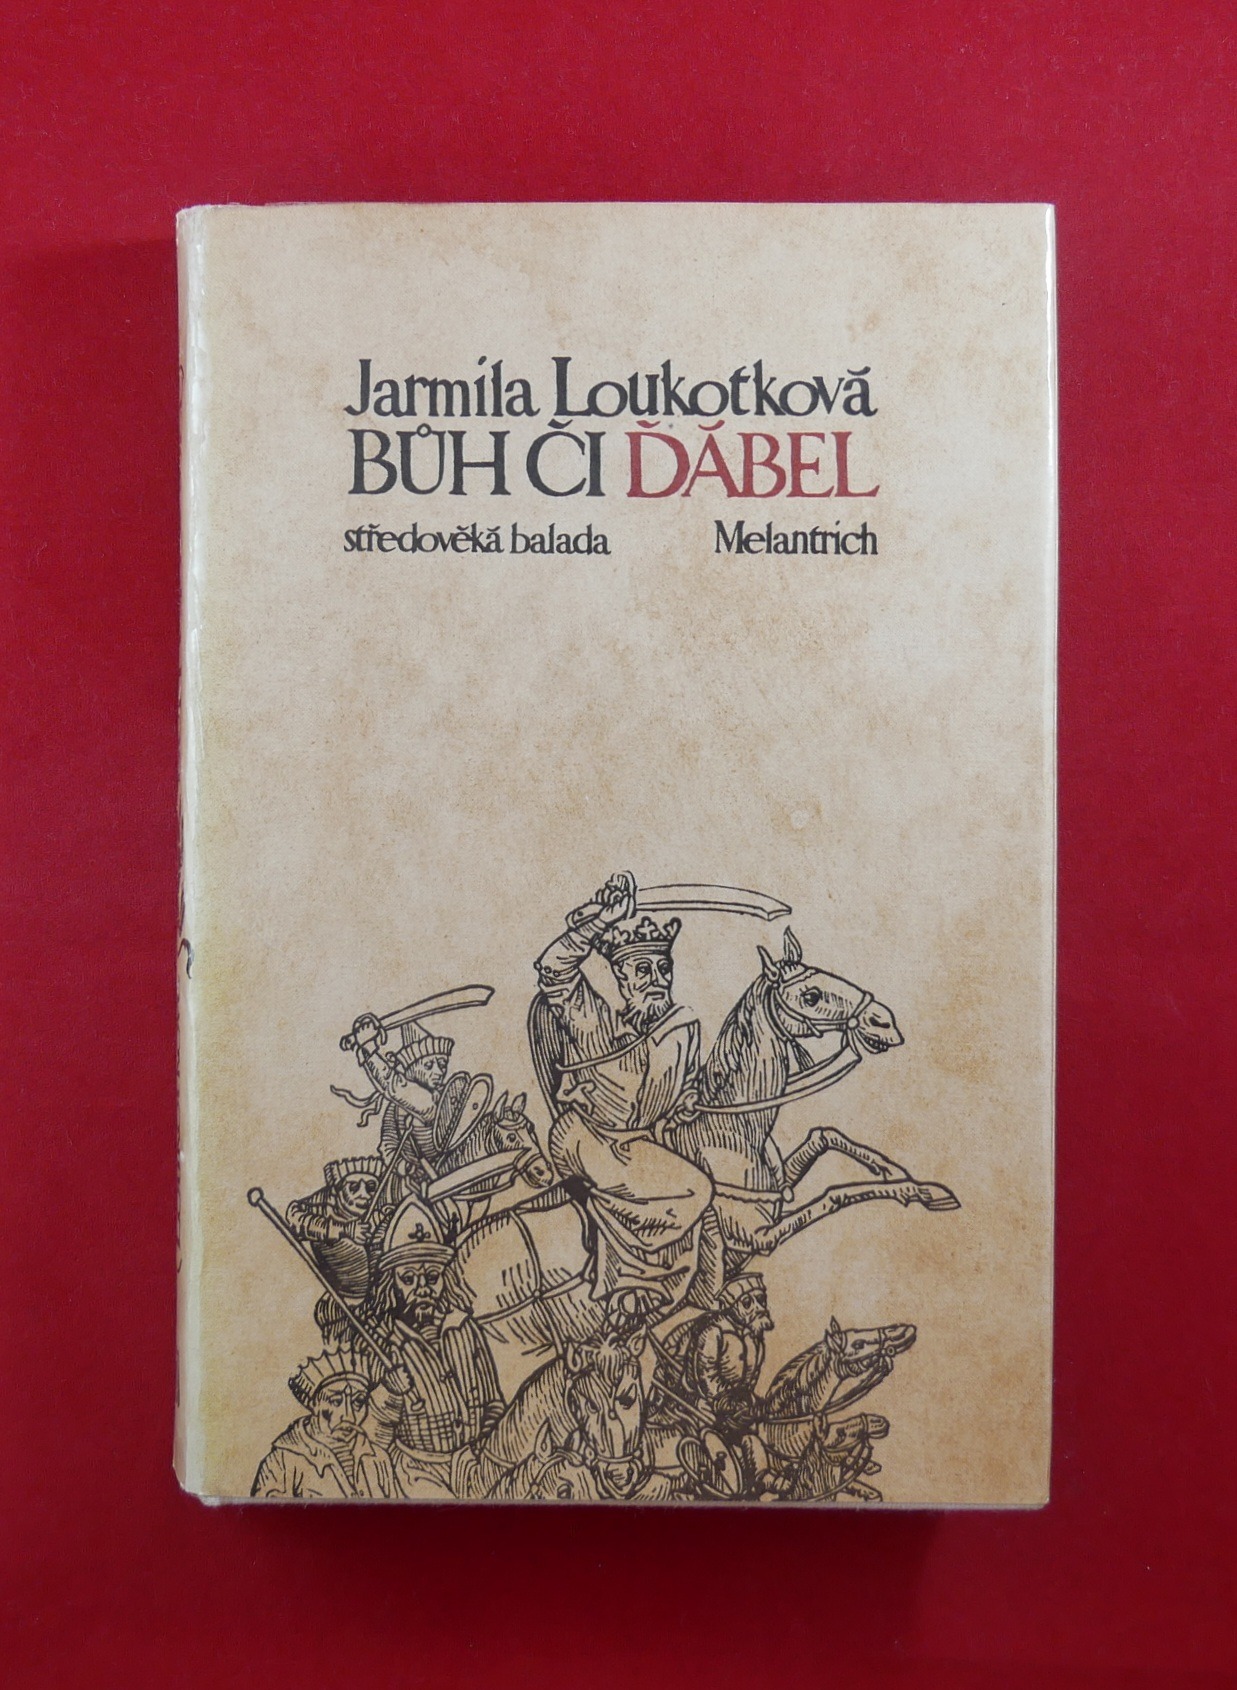 Jarmila Loukotková
BŮH ČI ĎÁBEL
středověká balada Melantrich